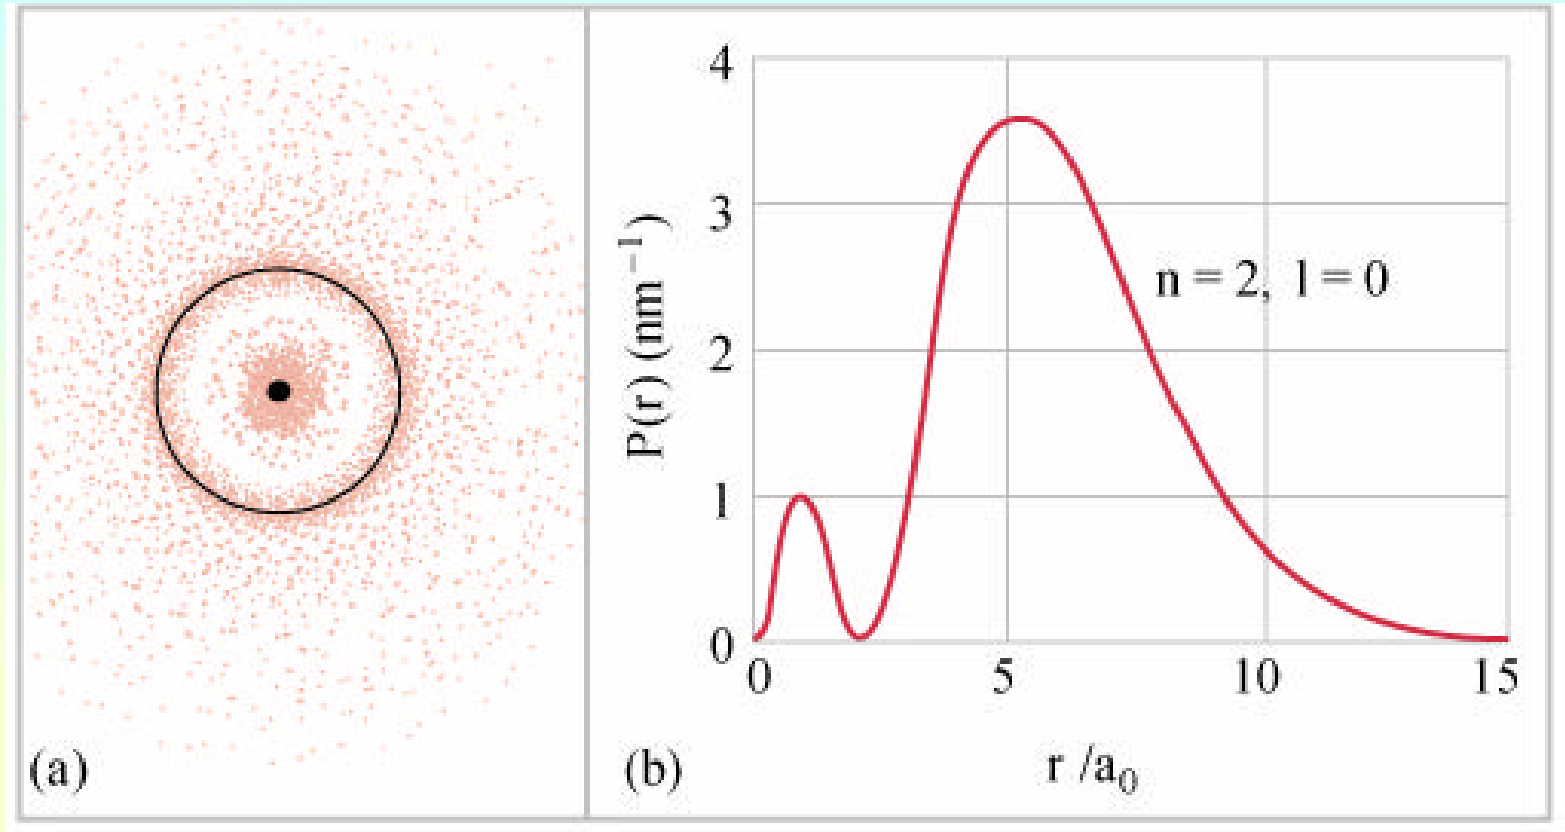 4
3
2
1
0
P(r) (nm⁻¹)
n = 2, l = 0
0 5 10 15
r /a₀
(a)
(b)